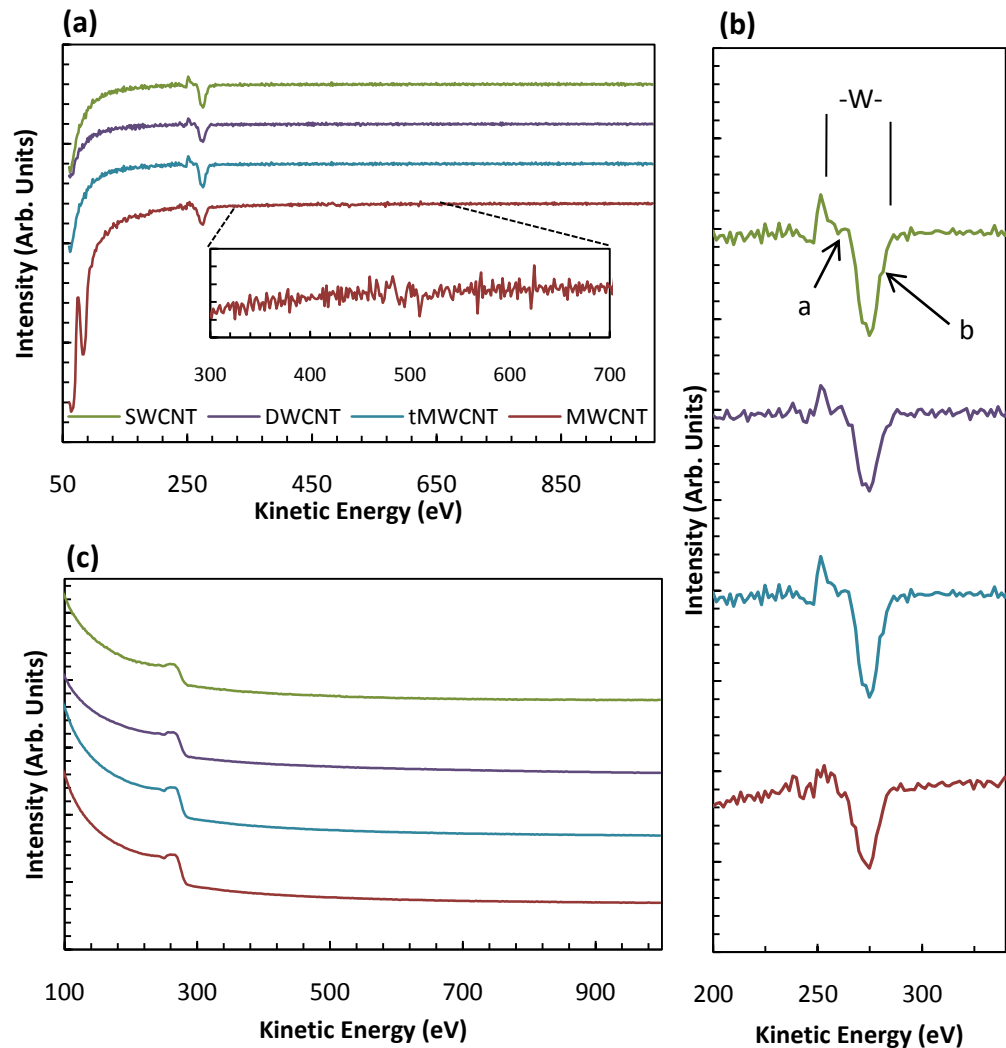 (a)
Intensity (Arb. Units)
300 400 500 600 700
SWCNT DWCNT tMWCNT MWCNT
50 250 450 650 850
Kinetic Energy (eV)
(b)
-W-
a
b
Intensity (Arb. Units)
200 250 300
Kinetic Energy (eV)
(c)
Intensity (Arb. Units)
100 300 500 700 900
Kinetic Energy (eV)